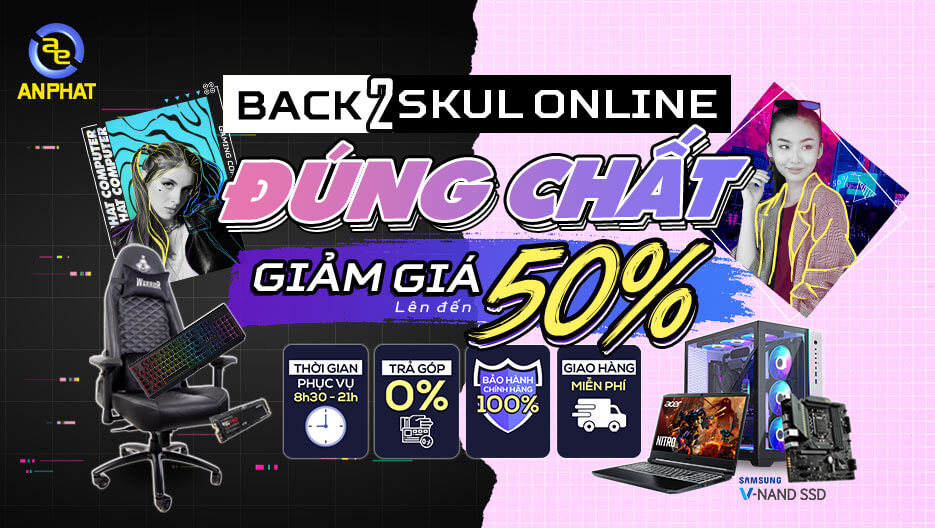 ANPHAT
BACK 2 SKUL ONLINE
HAT COMPUTER
HAT COMPUTER
ĐÚNG CHẤT
GIẢM GIÁ
Lên đến
50%
WARRIOR
THỜI GIAN
PHỤC VỤ
8h30 - 21h
TRẢ GÓP
0%
BẢO HÀNH
CHÍNH HÃNG
100%
GIAO HÀNG
MIỄN PHÍ
acer
NITRO
SAMSUNG
V-NAND SSD